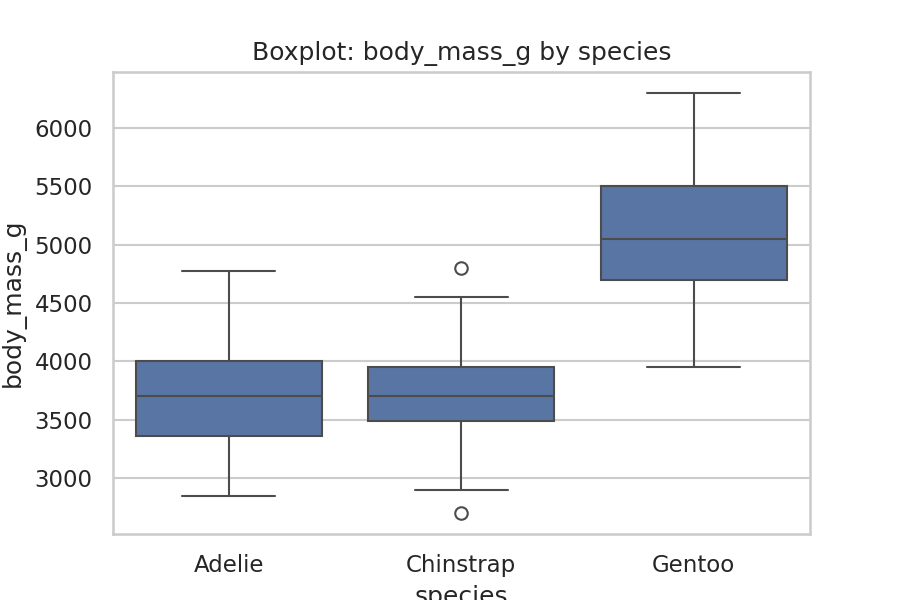 Boxplot: body_mass_g by species
body_mass_g
6000
5500
5000
4500
4000
3500
3000
Adelie
Chinstrap
Gentoo
species